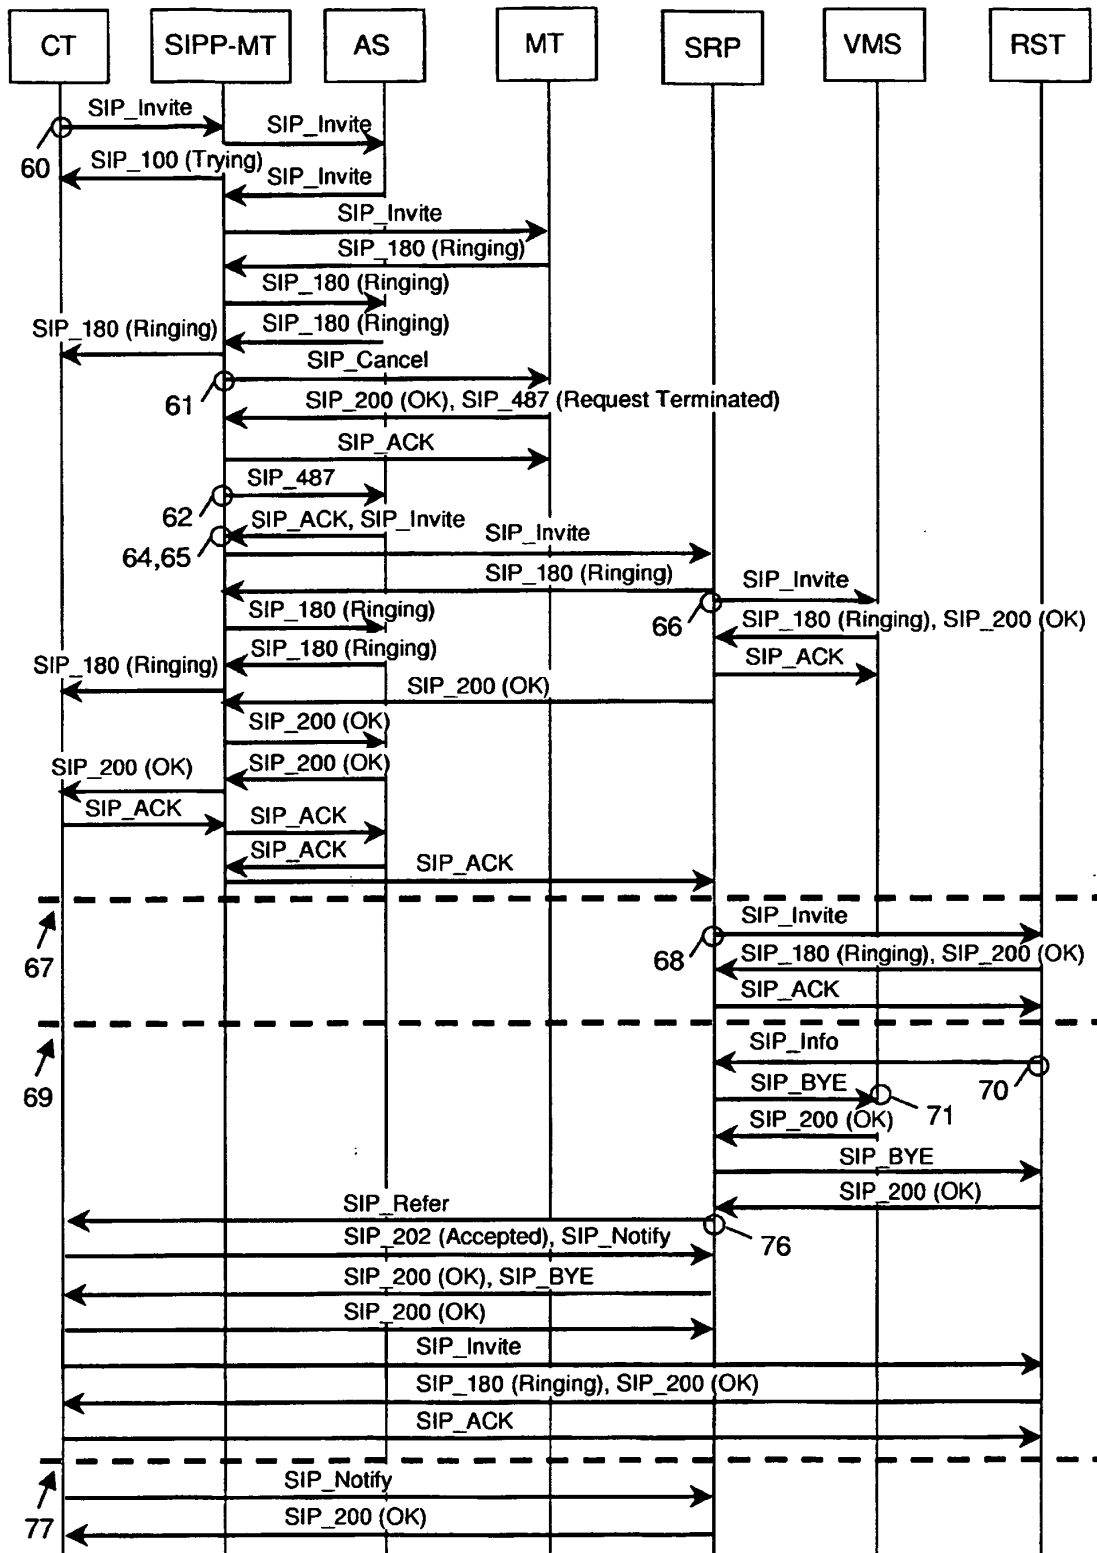 CT SIPP-MT AS MT SRP VMS RST
SIP_Invite
SIP_Invite
60
SIP_100 (Trying)
SIP_Invite
SIP_Invite
SIP_180 (Ringing)
SIP_180 (Ringing)
SIP_180 (Ringing)
SIP_180 (Ringing)
SIP_Cancel
61
SIP_200 (OK), SIP_487 (Request Terminated)
SIP_ACK
SIP_487
62
SIP_ACK, SIP_Invite
64,65
SIP_Invite
SIP_180 (Ringing)
SIP_Invite
66
SIP_180 (Ringing)
SIP_180 (Ringing), SIP_200 (OK)
SIP_180 (Ringing)
SIP_180 (Ringing)
SIP_ACK
SIP_200 (OK)
SIP_200 (OK)
SIP_200 (OK)
SIP_200 (OK)
SIP_ACK
SIP_ACK
SIP_ACK
SIP_ACK
67
SIP_Invite
68
SIP_180 (Ringing), SIP_200 (OK)
SIP_ACK
69
SIP_Info
70
SIP_BYE
71
SIP_200 (OK)
SIP_BYE
SIP_200 (OK)
SIP_Refer
76
SIP_202 (Accepted), SIP_Notify
SIP_200 (OK), SIP_BYE
SIP_200 (OK)
SIP_Invite
SIP_180 (Ringing), SIP_200 (OK)
SIP_ACK
77
SIP_Notify
SIP_200 (OK)